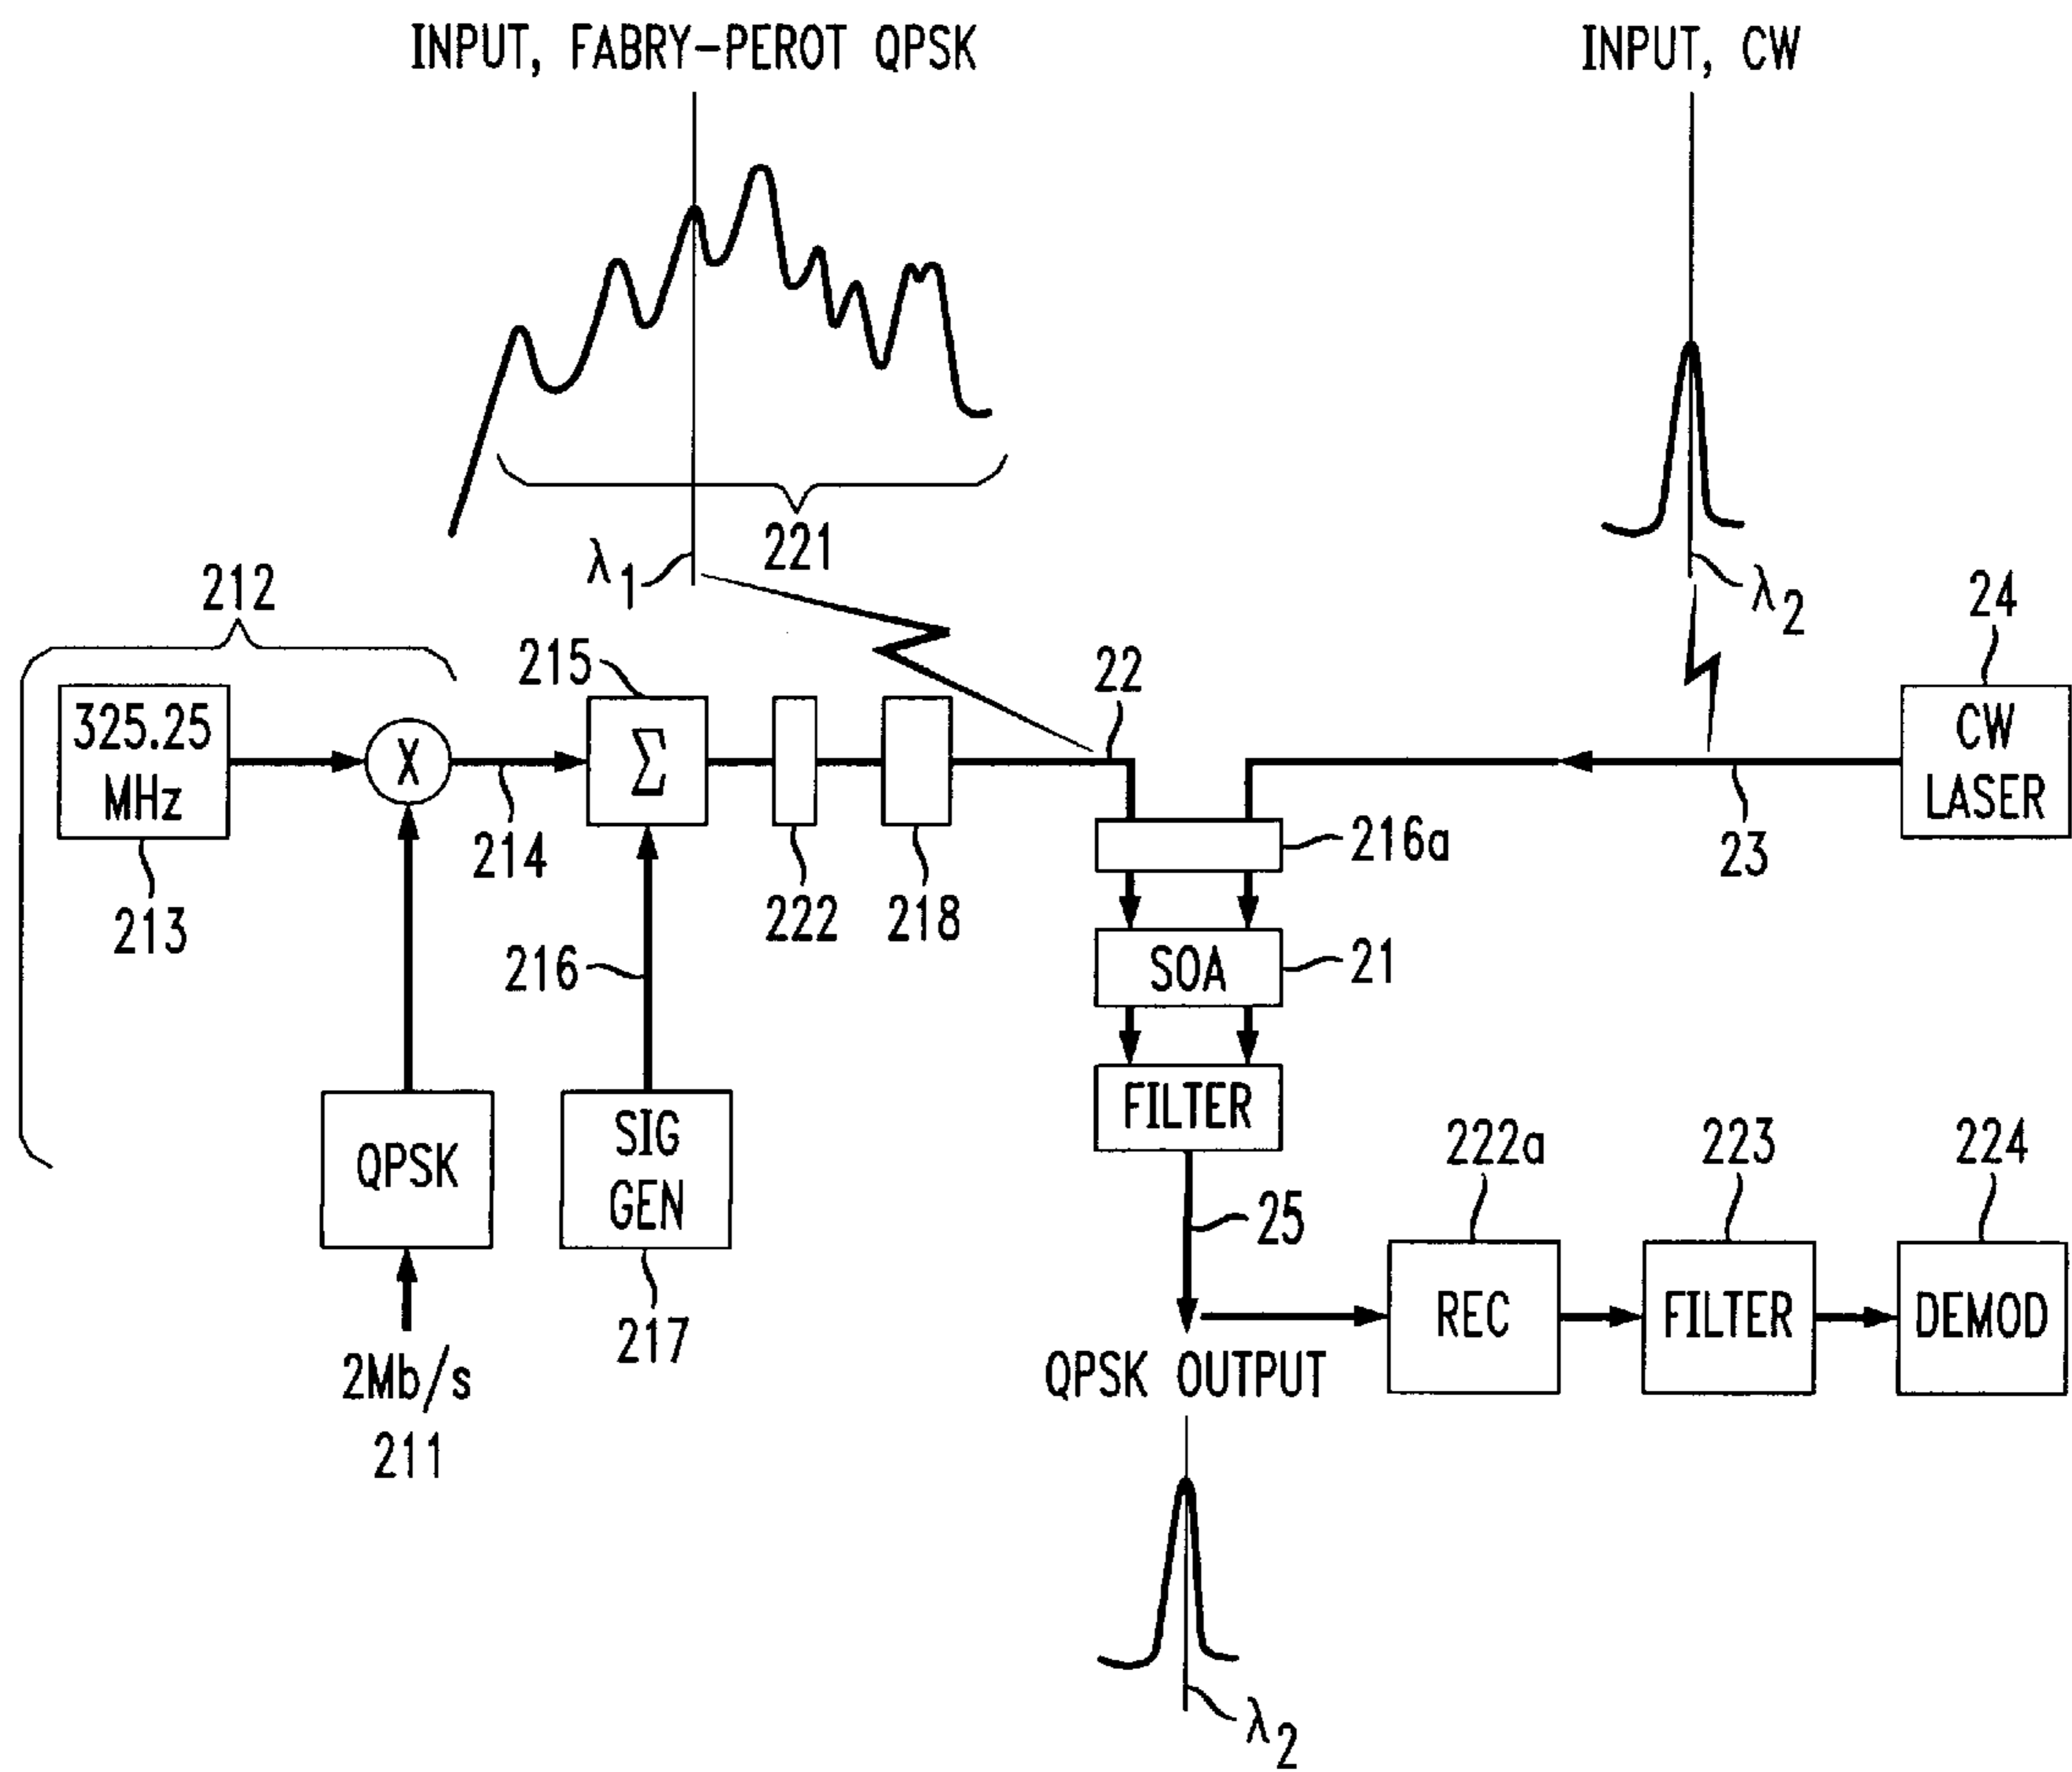 INPUT, FABRY-PEROT QPSK
INPUT, CW
221
λ1
λ2
212
215
22
24
325.25
MHz
X
Σ
CW
LASER
213
214
222
218
216a
23
216
SOA
21
QPSK
SIG
GEN
FILTER
25
222a
223
224
217
REC
FILTER
DEMOD
2Mb/s
211
QPSK OUTPUT
λ2